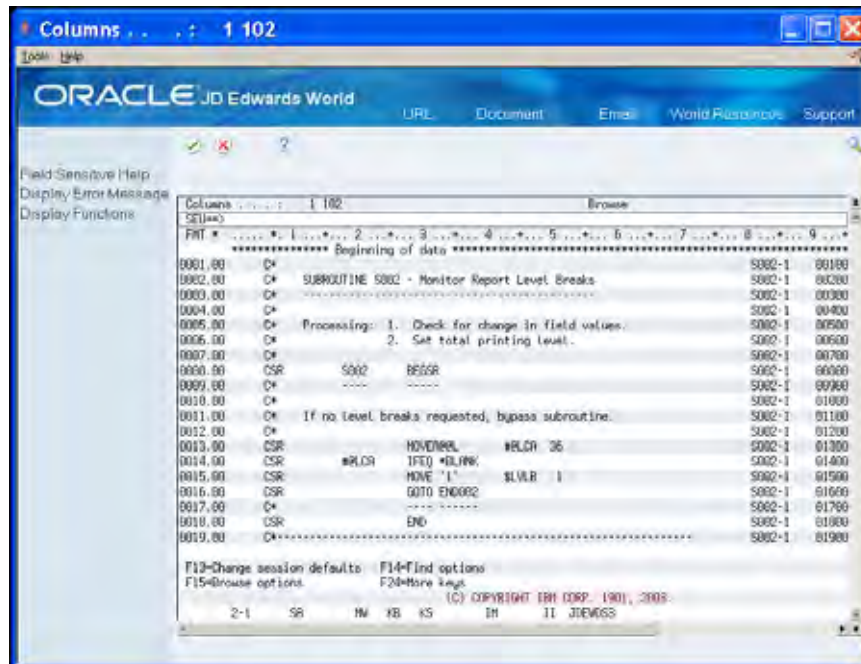 Columns . . . . : 1 102
Tools Help
ORACLE JD Edwards World
URL Document Email World Resources Support
?
Field Sensitive Help
Display Error Message
Display Functions
Columns . . . . . : 1 102 Browse
SEU==>
FMT * ...... *. 1 ...+... 2 ...+... 3 ...+... 4 ...+... 5 ...+... 6 ...+... 7 ...+... 8 ...+... 9 ...+
*************** Beginning of data ***************
0001.00 C* S002-1 00100
0002.00 C* SUBROUTINE S002 - Monitor Report Level Breaks S002-1 00200
0003.00 C* --------------------------------------------- S002-1 00300
0004.00 C* S002-1 00400
0005.00 C* Processing: 1. Check for change in field values. S002-1 00500
0006.00 C* 2. Set total printing level. S002-1 00600
0007.00 C* S002-1 00700
0008.00 CSR S002 BEGSR S002-1 00800
0009.00 C* ---- ----- S002-1 00900
0010.00 C* S002-1 01000
0011.00 C* If no level breaks requested, bypass subroutine. S002-1 01100
0012.00 C* S002-1 01200
0013.00 CSR 36 S002-1 01300
0014.00 CSR IFEQ *BLANK S002-1 01400
0015.00 CSR MOVE '1' $LVLB 1 S002-1 01500
0016.00 CSR GOTO END002 S002-1 01600
0017.00 C* ---- ------ S002-1 01700
0018.00 CSR END S002-1 01800
0019.00 C*---------------------------------------------------------------- S002-1 01900
F13=Change session defaults F14=Find options
F15=Browse options F24=More keys
(C) COPYRIGHT IBM CORP. 1981, 2003.
2-1 SB MW KB KS IM II JDEWDS3